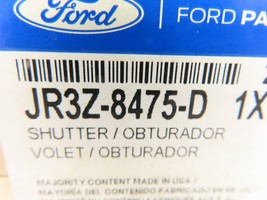 Ford
FORD PA
JR3Z-8475-D 1X
SHUTTER / OBTURADOR
VOLET / OBTURADOR
MAJORITY CONTENT MADE IN USA /
MAYORÍA DEL CONTENIDO FABRICADO EN